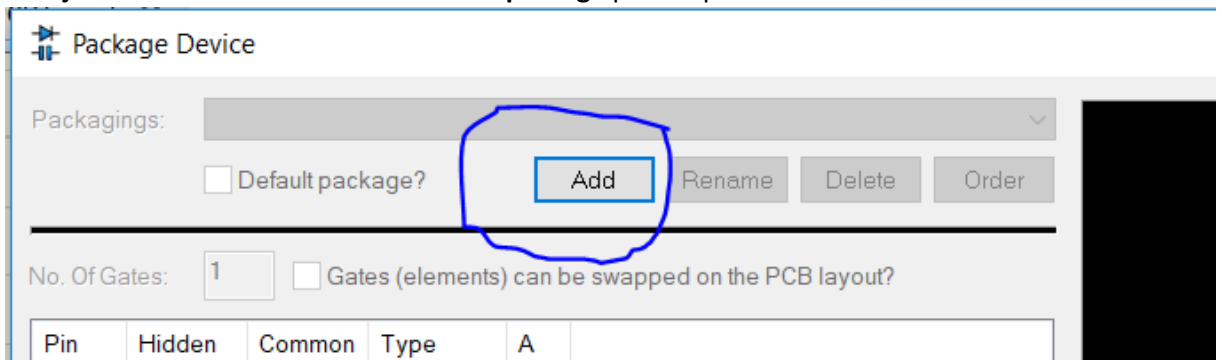 Package Device
Packagings:
Default package? Add Rename Delete Order
No. Of Gates: 1 Gates (elements) can be swapped on the PCB layout?
Pin Hidden Common Type A